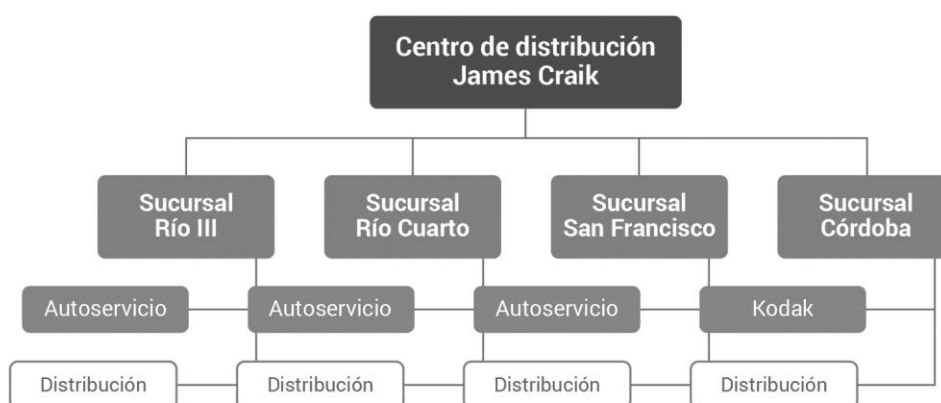 Centro de distribución
James Craik
Sucursal
Río III
Sucursal
Río Cuarto
Sucursal
San Francisco
Sucursal
Córdoba
Autoservicio
Autoservicio
Autoservicio
Kodak
Distribución
Distribución
Distribución
Distribución